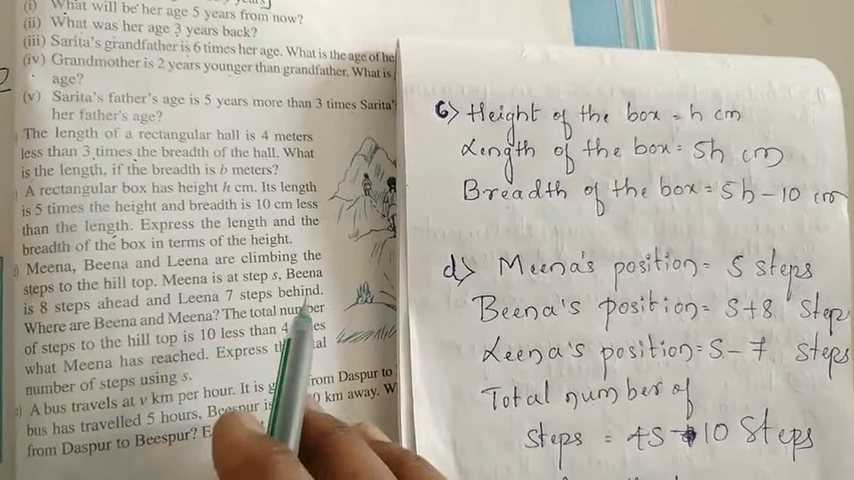 (i) What will be her age 5 years from now?
(ii) What was her age 3 years back?
(iii) Sarita's grandfather is 6 times her age. What is the age of he
(iv) Grandmother is 2 years younger than grandfather. What is
age?
(v) Sarita's father's age is 5 years more than 3 times Sarita'
her father's age?
The length of a rectangular hall is 4 meters
less than 3 times the breadth of the hall. What
is the length, if the breadth is b meters?
A rectangular box has height h cm. Its length
is 5 times the height and breadth is 10 cm less
than the length. Express the length and the
breadth of the box in terms of the height.
Meena, Beena and Leena are climbing the
steps to the hill top. Meena is at step s, Beena
is 8 steps ahead and Leena 7 steps behind.
Where are Beena and Meena? The total number
of steps to the hill top is 10 less than 4
what Meena has reached. Express
number of steps using s.
A bus travels at v km per hour. It is from Daspur to
bus has travelled 5 hours, Beespur is 0 km away.
from Daspur to Beespur?
c) Height of the box = h cm
Length of the box = 5h cm
Breadth of the box = 5h - 10 cm
d) Meena's position = S steps
Beena's position = S+8 step
Leena's position = S - 7 steps
Total number of
steps = 4S 10 steps